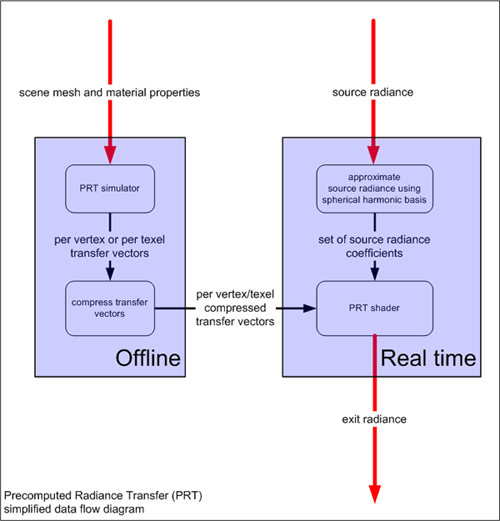 scene mesh and material properties
source radiance
PRT simulator
per vertex or per texel
transfer vectors
compress transfer
vectors
Offline
per vertex/texel
compressed
transfer vectors
approximate
source radiance using
spherical harmonic basis
set of source radiance
coefficients
PRT shader
Real time
exit radiance
Precomputed Radiance Transfer (PRT)
simplified data flow diagram